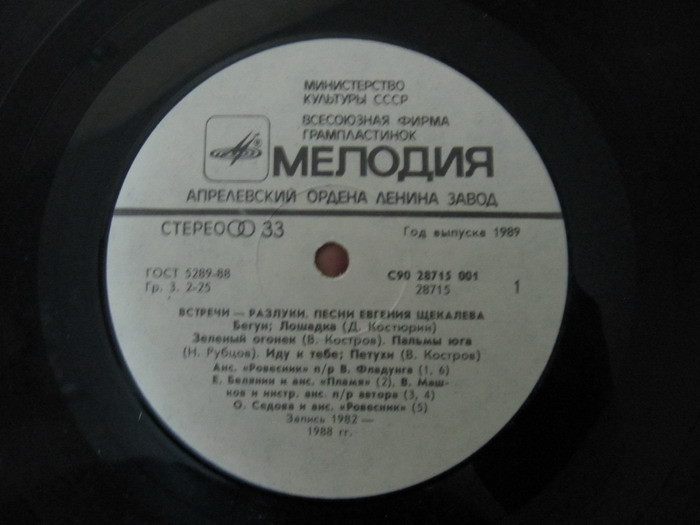 МИНИСТЕРСТВО
КУЛЬТУРЫ СССР
ВСЕСОЮЗНАЯ ФИРМА
ГРАМПЛАСТИНОК
МЕЛОДИЯ
АПРЕЛЕВСКИЙ ОРДЕНА ЛЕНИНА ЗАВОД
СТЕРЕО 33 Год выпуска 1989
ГОСТ 5289-88 С90 28715 001
Гр. 3. 2-25 28715 1
ВСТРЕЧИ — РАЗЛУКИ. ПЕСНИ ЕВГЕНИЯ ЩЕКАЛЕВА
Бегун; Лошадка (Д. Костюрин)
Зеленый огонек (В. Костров). Пальмы юга
(Н. Рубцов). Иду к тебе; Петухи (В. Костров)
Анс. «Ровесник» п/р В. Фладунга (1, 6)
Е. Белянин и анс. «Пламя» (2), В. Маш-
ков и инстр. анс. п/р автора (3, 4)
О. Седова и анс. «Ровесник» (5)
Запись 1982 —
1988 гг.